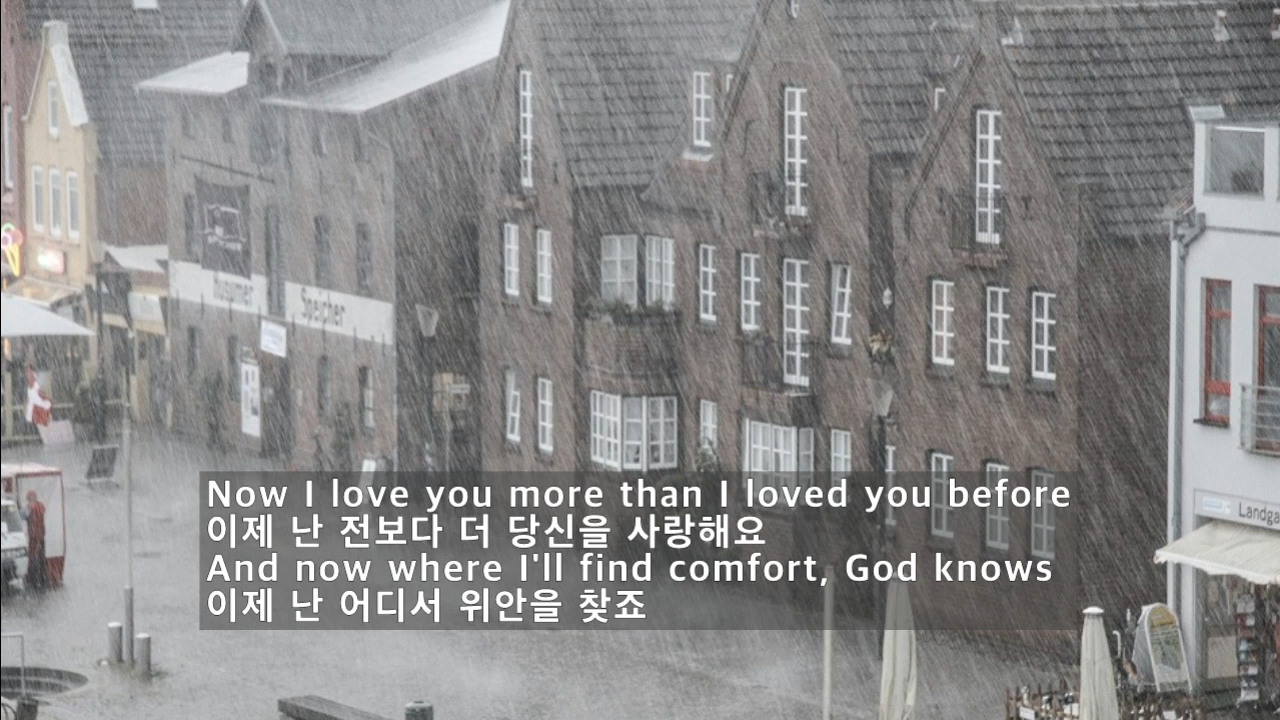 Husumer Speicher
Landga
Now I love you more than I loved you before
이제 난 전보다 더 당신을 사랑해요
And now where I'll find comfort, God knows
이제 난 어디서 위안을 찾죠